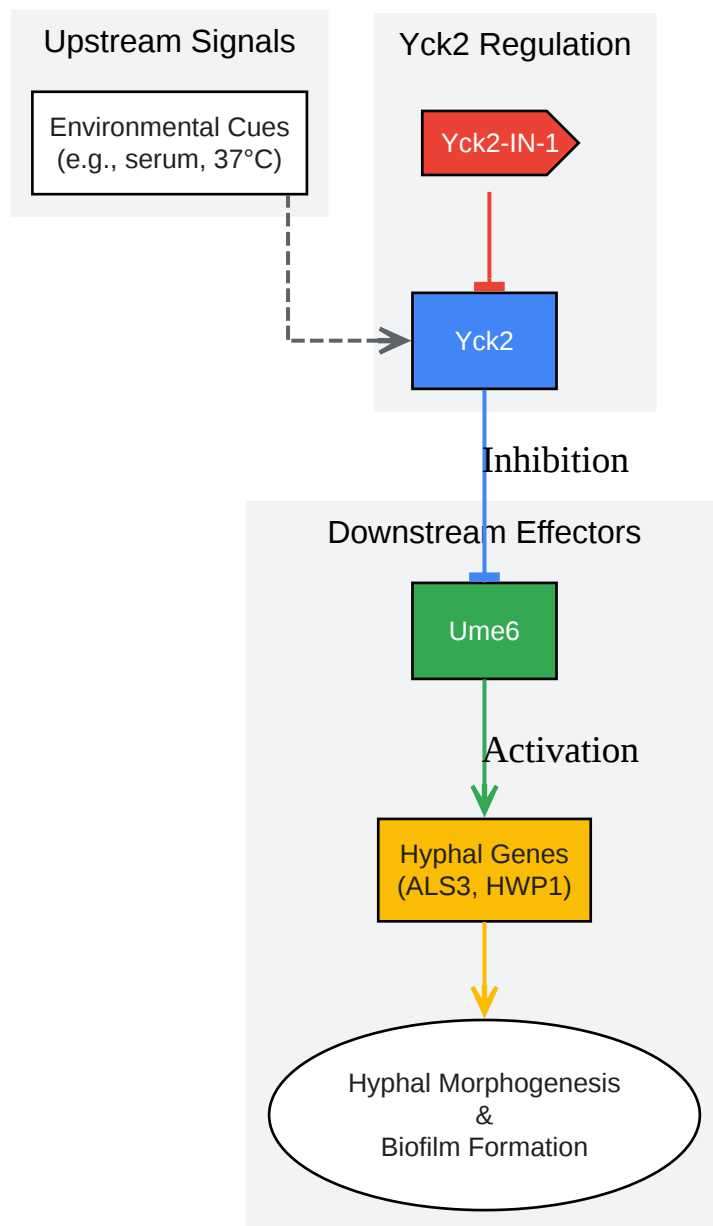 Upstream Signals
Environmental Cues
(e.g., serum, 37°C)
Yck2 Regulation
Yck2-IN-1
Yck2
Inhibition
Downstream Effectors
Ume6
Activation
Hyphal Genes
(ALS3, HWP1)
Hyphal Morphogenesis
&
Biofilm Formation